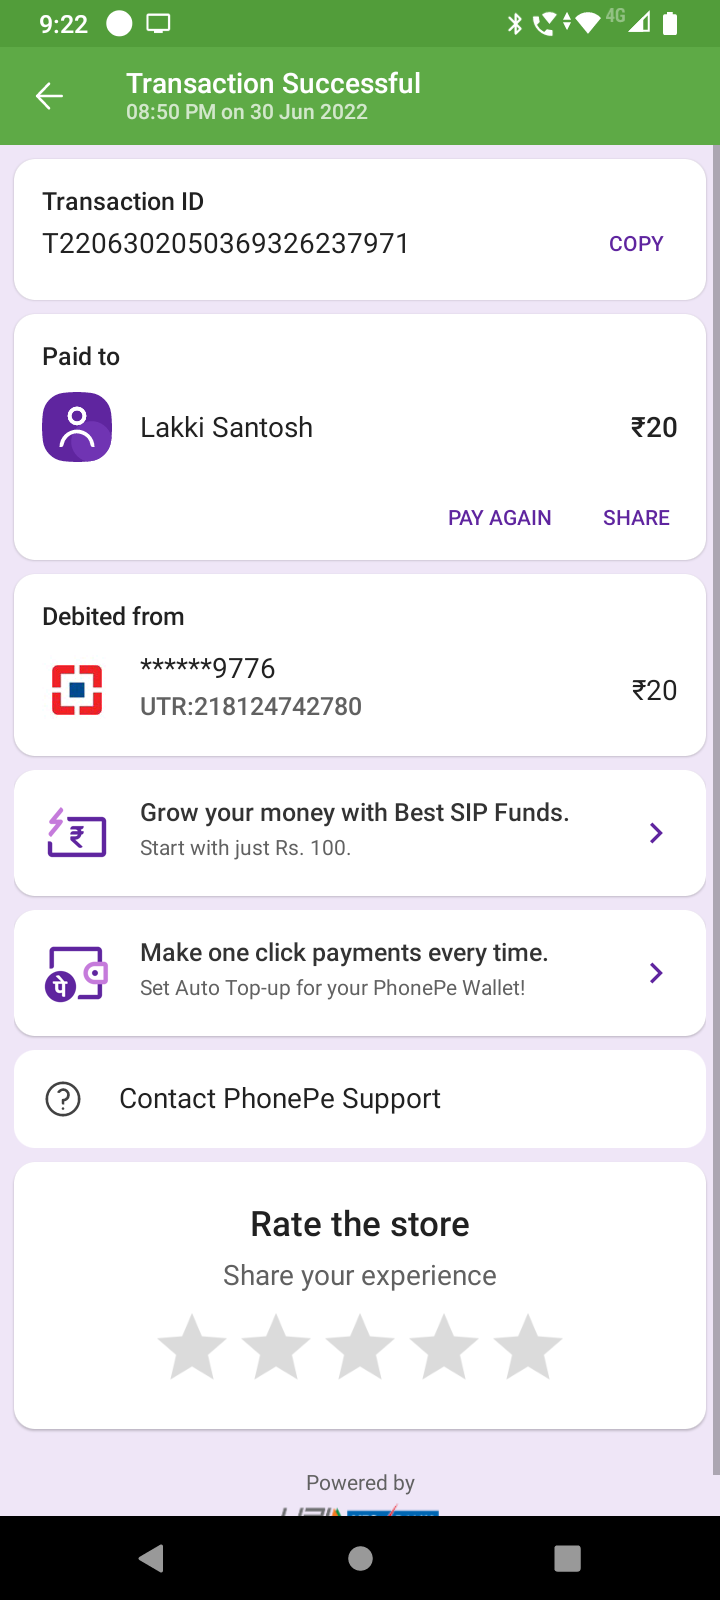 9:22
4G
Transaction Successful
08:50 PM on 30 Jun 2022
Transaction ID
T2206302050369326237971
COPY
Paid to
Lakki Santosh
₹20
PAY AGAIN
SHARE
Debited from
******9776
UTR:218124742780
₹20
Grow your money with Best SIP Funds.
Start with just Rs. 100.
Make one click payments every time.
Set Auto Top-up for your PhonePe Wallet!
Contact PhonePe Support
Rate the store
Share your experience
Powered by